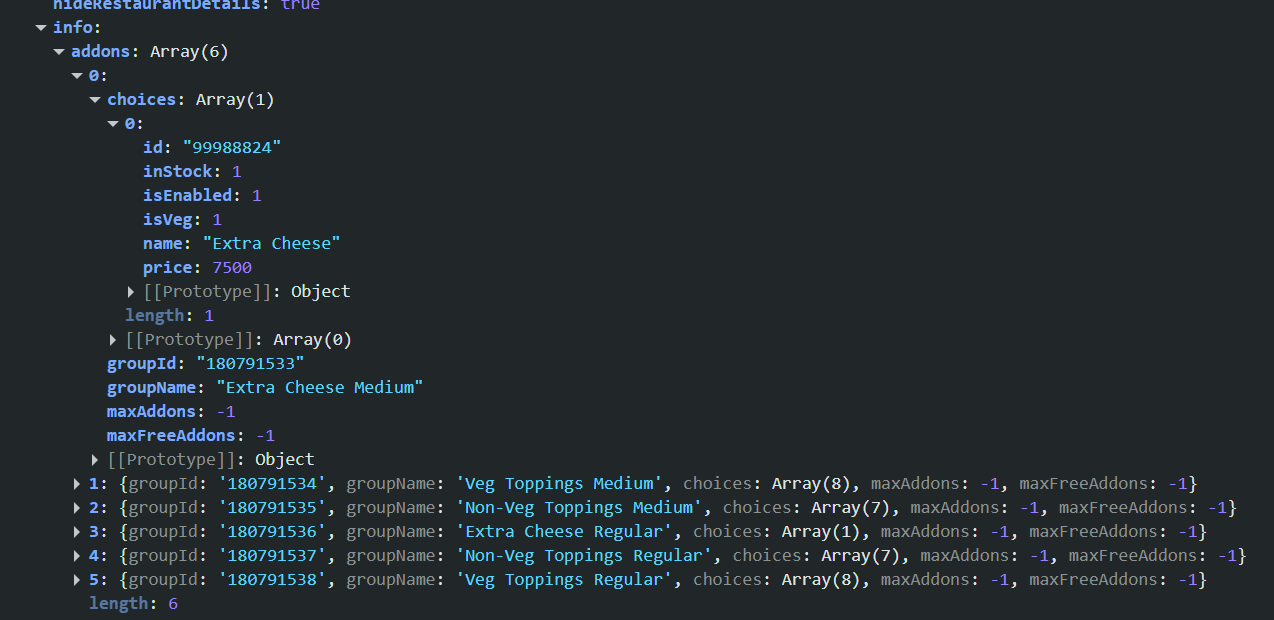 hideRestaurantDetails: true
info:
addons: Array(6)
0:
choices: Array(1)
0:
id: "99988824"
inStock: 1
isEnabled: 1
isVeg: 1
name: "Extra Cheese"
price: 7500
[[Prototype]]: Object
length: 1
[[Prototype]]: Array(0)
groupId: "180791533"
groupName: "Extra Cheese Medium"
maxAddons: -1
maxFreeAddons: -1
[[Prototype]]: Object
1: {groupId: '180791534', groupName: 'Veg Toppings Medium', choices: Array(8), maxAddons: -1, maxFreeAddons: -1}
2: {groupId: '180791535', groupName: 'Non-Veg Toppings Medium', choices: Array(7), maxAddons: -1, maxFreeAddons: -1}
3: {groupId: '180791536', groupName: 'Extra Cheese Regular', choices: Array(1), maxAddons: -1, maxFreeAddons: -1}
4: {groupId: '180791537', groupName: 'Non-Veg Toppings Regular', choices: Array(7), maxAddons: -1, maxFreeAddons: -1}
5: {groupId: '180791538', groupName: 'Veg Toppings Regular', choices: Array(8), maxAddons: -1, maxFreeAddons: -1}
length: 6